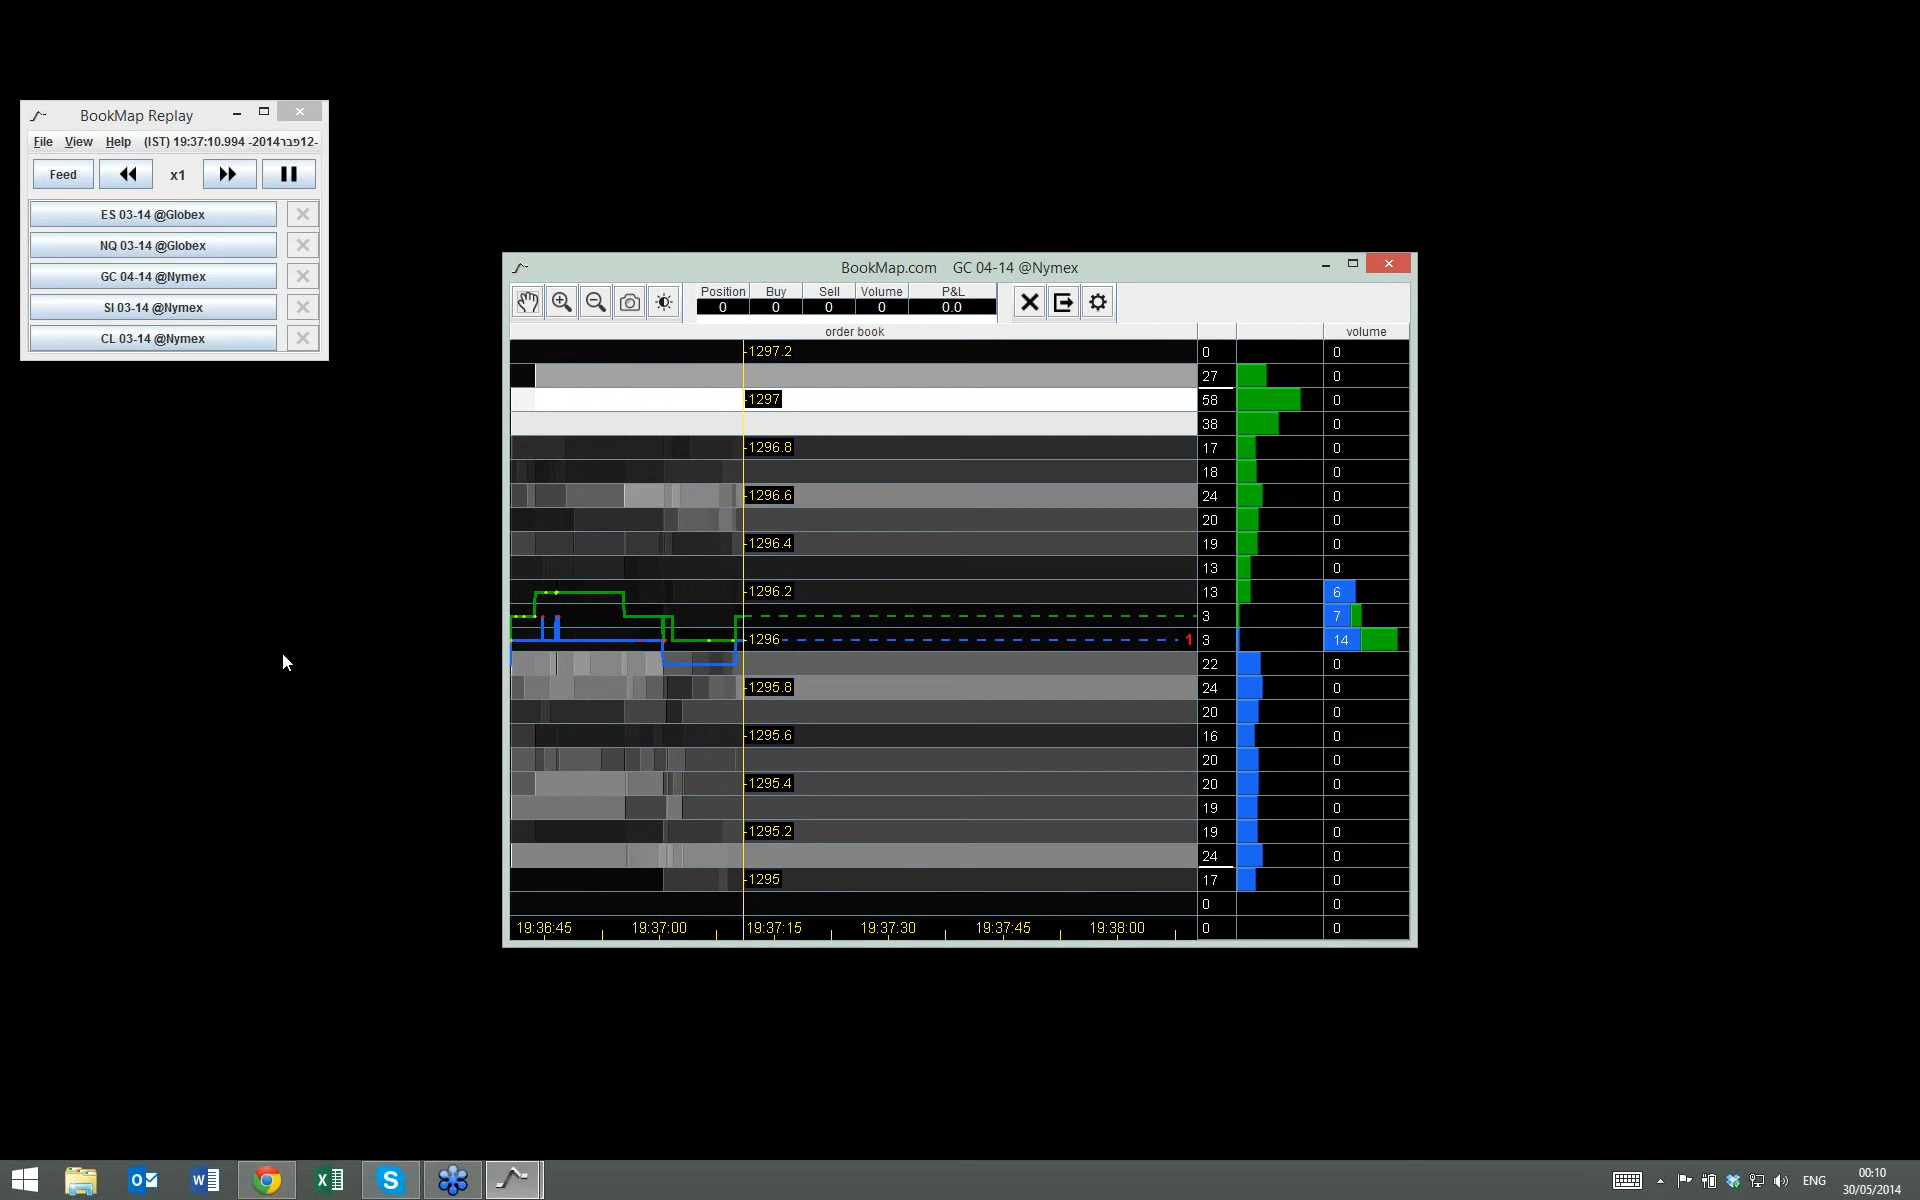 BookMap Replay
File View Help (IST) 19:37:10.994 -2014פבר12-
Feed x1
ES 03-14 @Globex
NQ 03-14 @Globex
GC 04-14 @Nymex
SI 03-14 @Nymex
CL 03-14 @Nymex
BookMap.com GC 04-14 @Nymex
Position Buy Sell Volume P&L
0 0 0 0 0.0
order book volume
1297.2 0 0
27 0
1297 58 0
38 0
1296.8 17 0
18 0
1296.6 24 0
20 0
1296.4 19 0
13 0
1296.2 13 6
3 7
1296 1 3 14
22 0
1295.8 24 0
20 0
1295.6 16 0
20 0
1295.4 20 0
19 0
1295.2 19 0
24 0
1295 17 0
0 0
19:36:45 19:37:00 19:37:15 19:37:30 19:37:45 19:38:00 0 0
ENG
00:10
30/05/2014